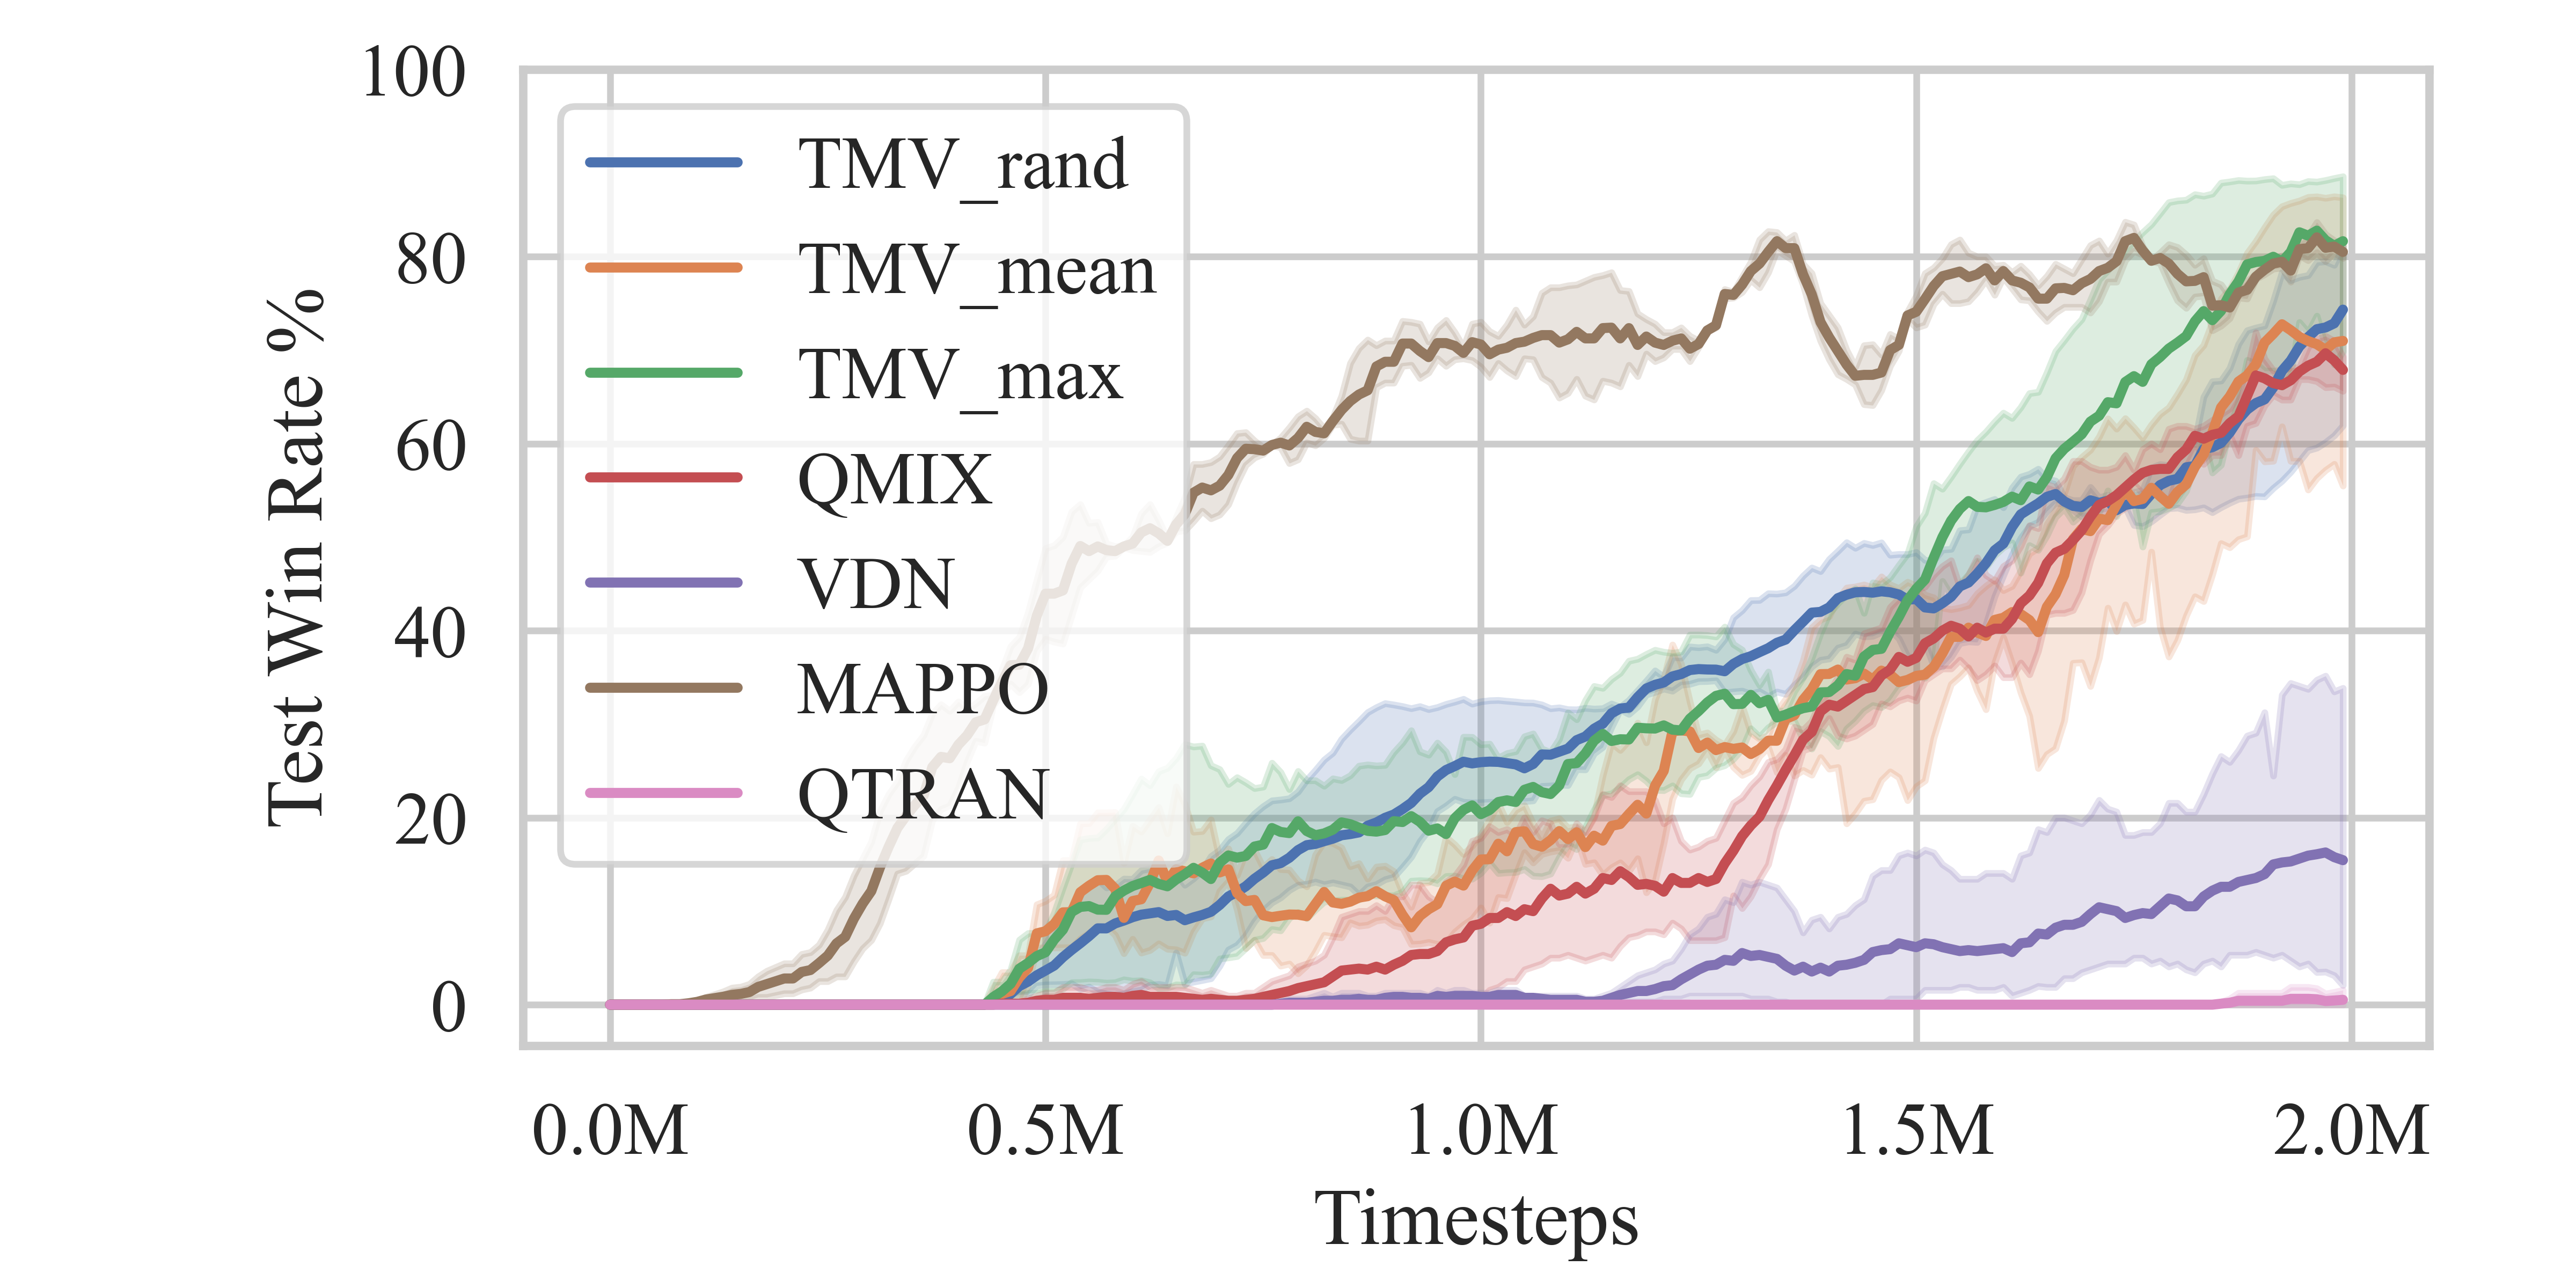 100
80
60
40
20
0
Test Win Rate %
TMV_rand
TMV_mean
TMV_max
QMIX
VDN
MAPPO
QTRAN
0.0M 0.5M 1.0M 1.5M 2.0M
Timesteps